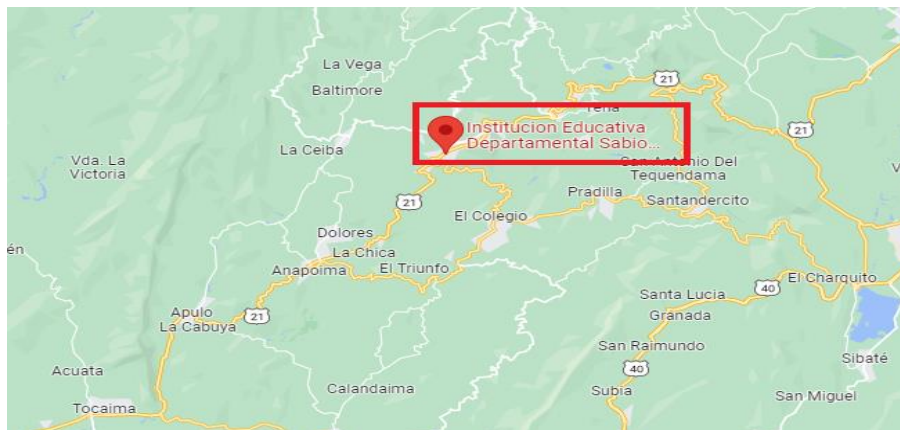 La Vega
Baltimore
21
Tena
Institucion Educativa
Departamental Sabio...
21
La Ceiba
Vda. La
Victoria
San Antonio Del
Tequendama
Pradilla
Santandercito
21
El Colegio
Dolores
La Chica
Anapoima
El Triunfo
El Charquito
40
Santa Lucia
Granada
Apulo
La Cabuya
21
San Raimundo
40
Sibaté
Acuata
Calandaima
Subia
San Miguel
Tocaima